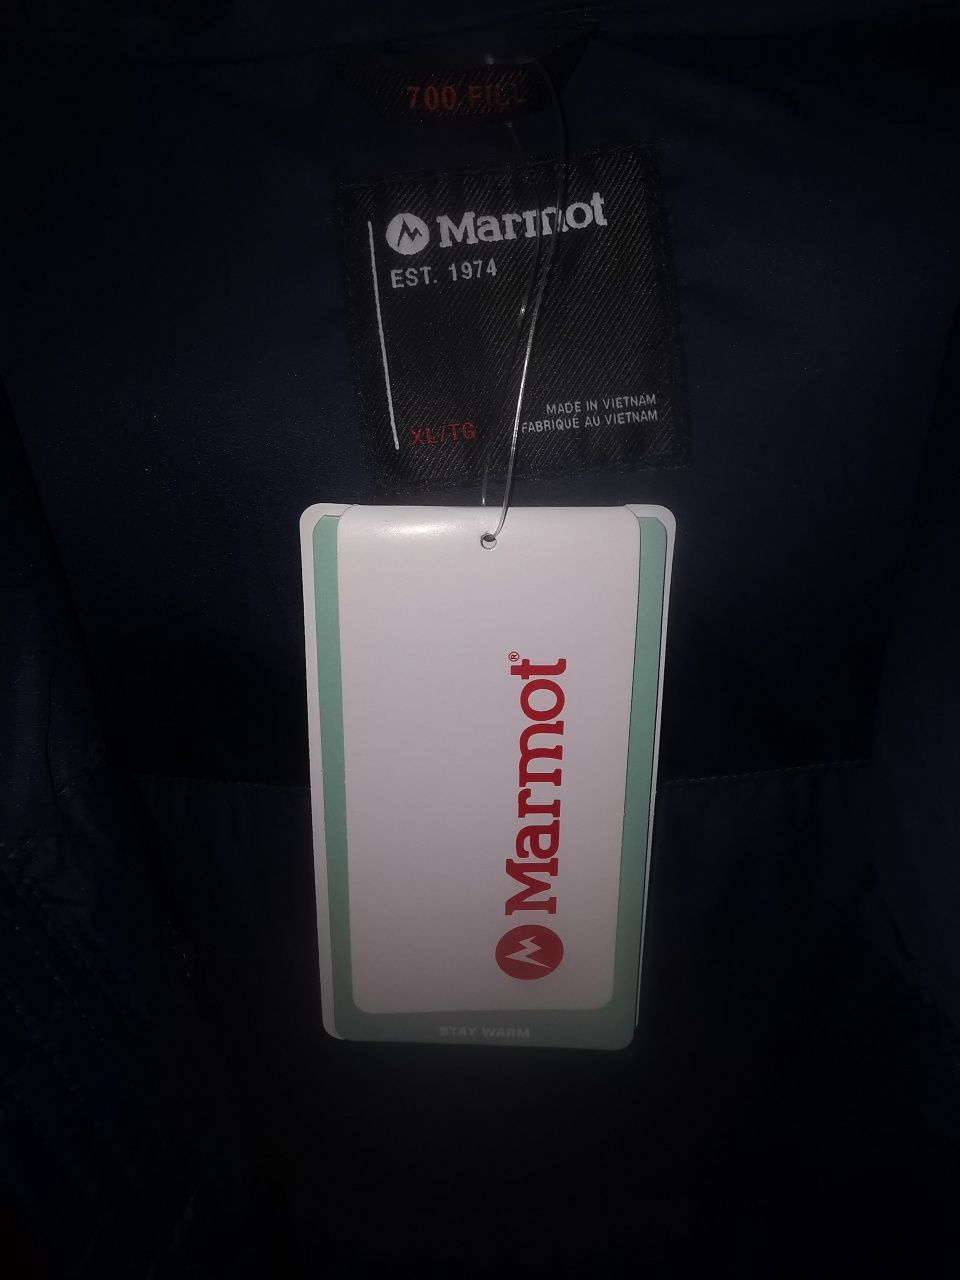 700 FILL
Marmot
EST. 1974
MADE IN VIETNAM
XL/TG
FABRIQUÉ AU VIETNAM
Marmot®
STAY WARM